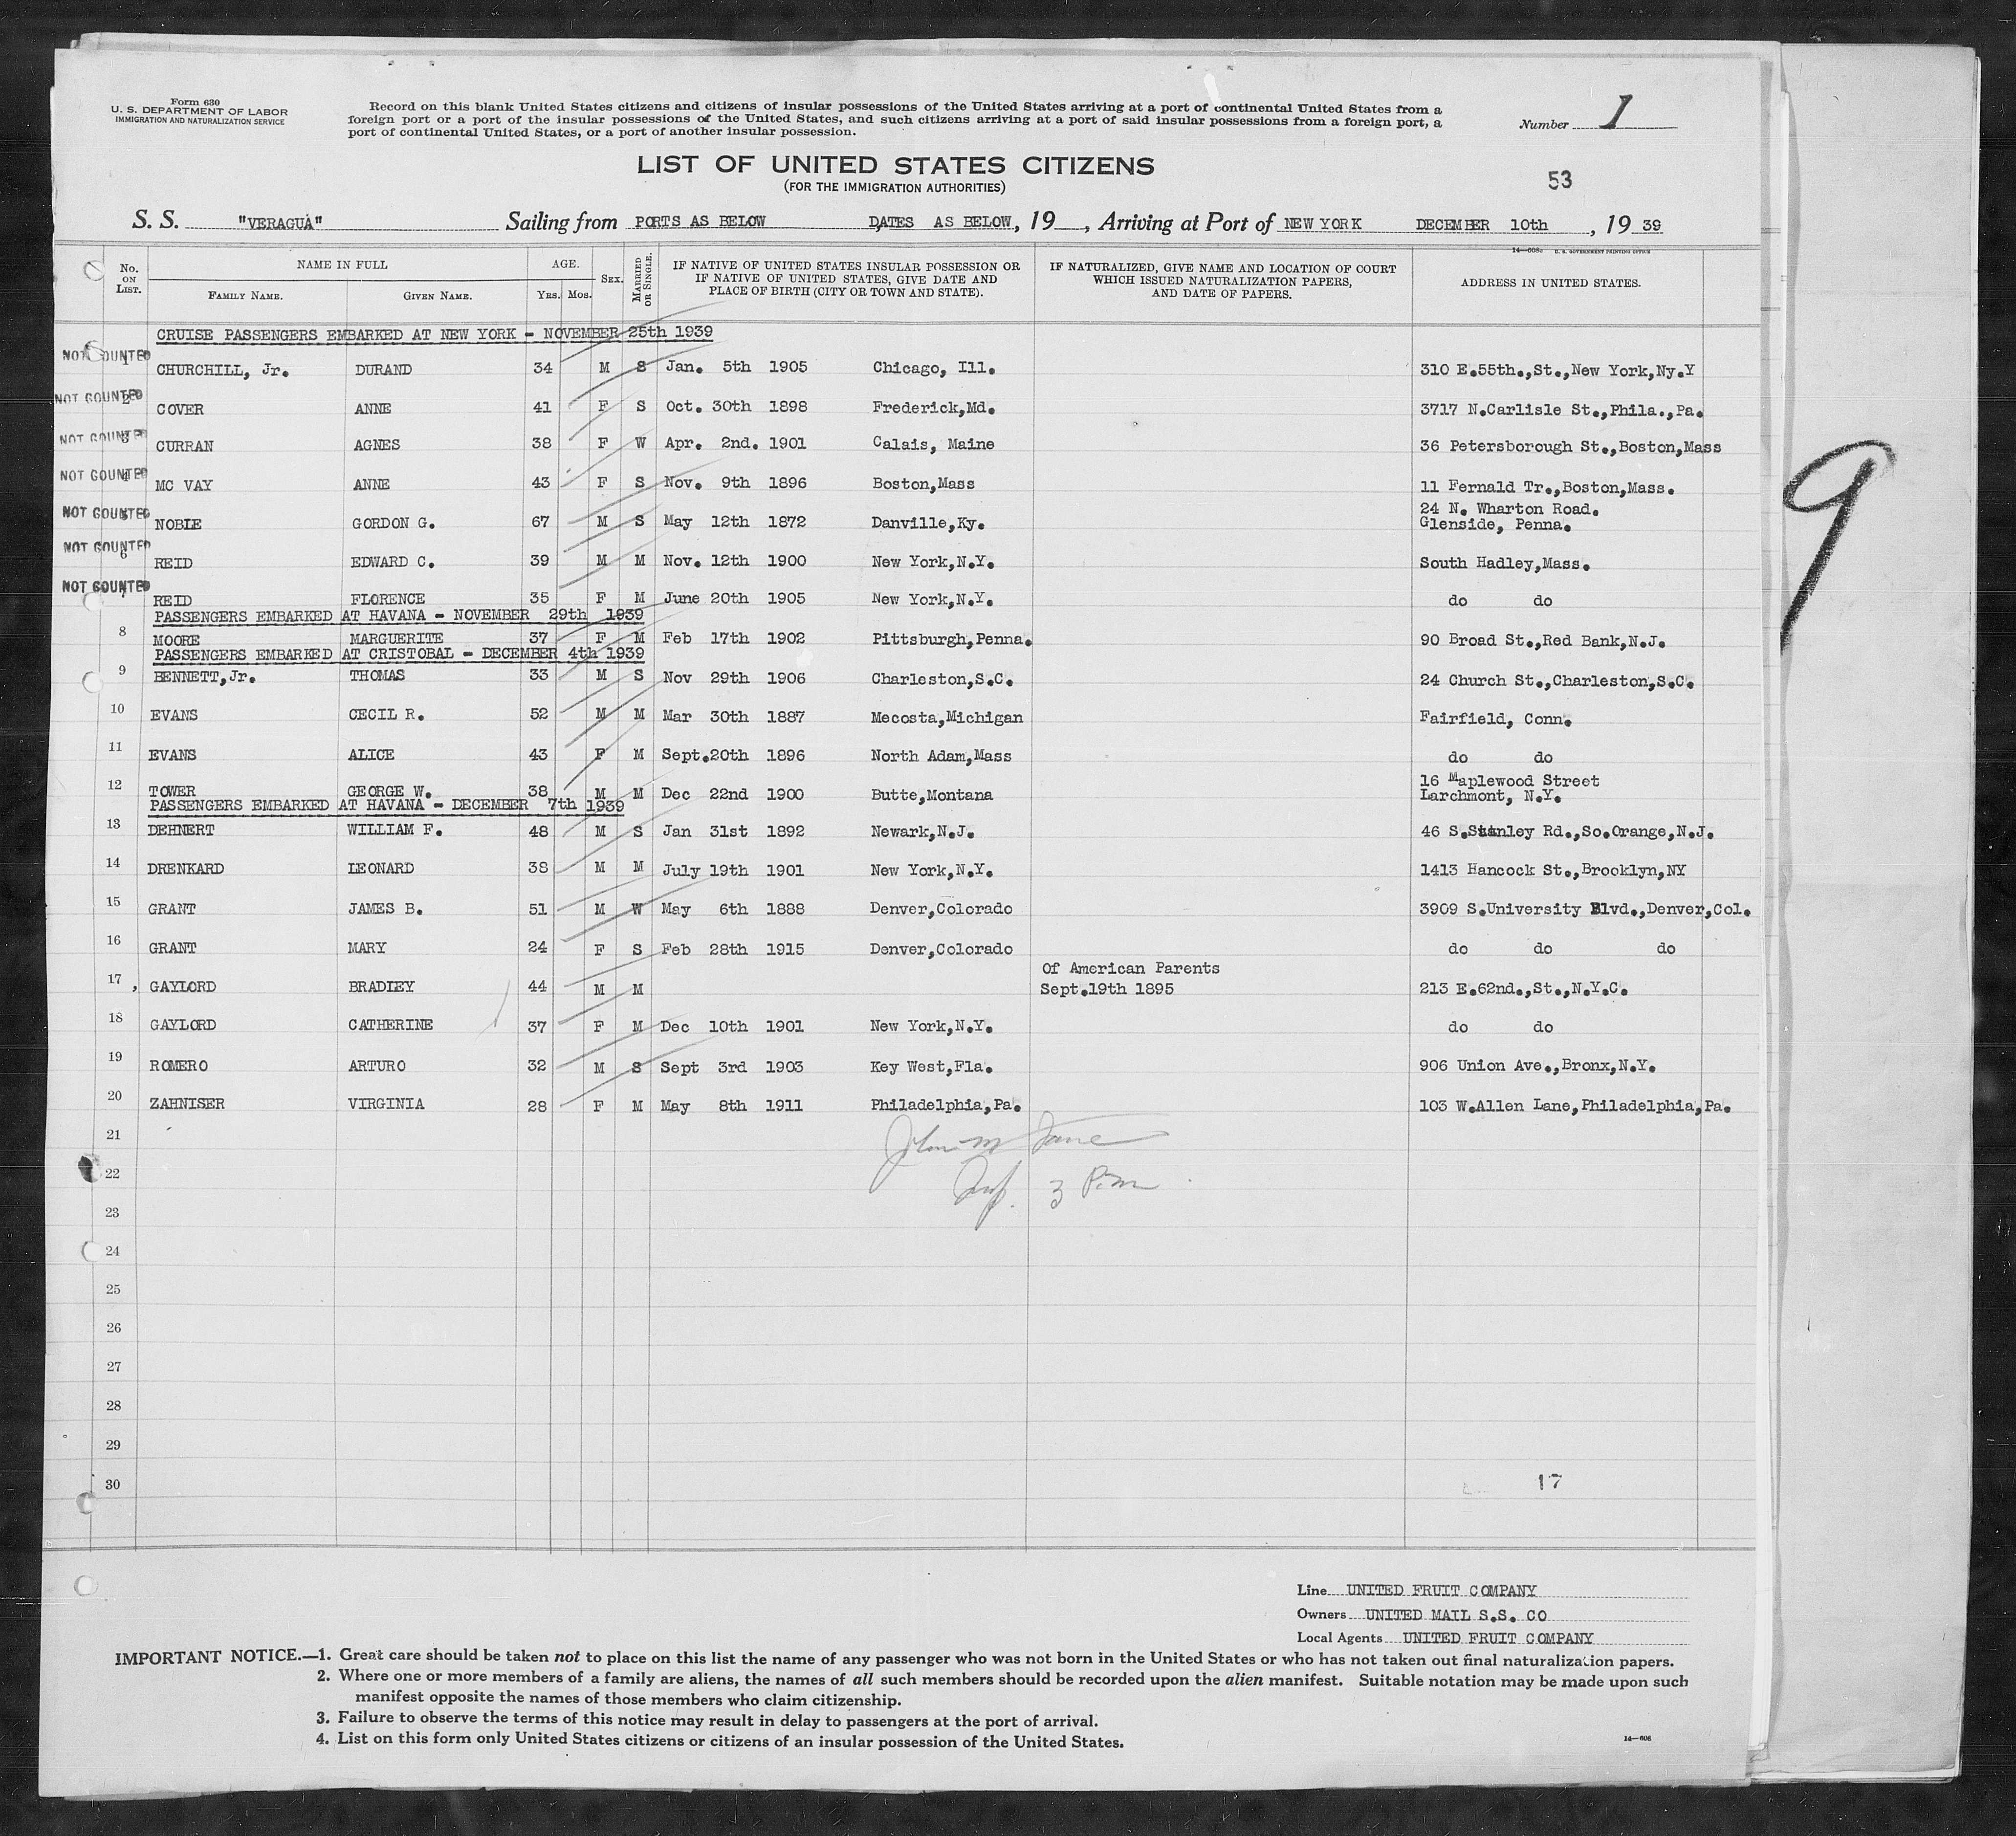 Form 630
U. S. DEPARTMENT OF LABOR
IMMIGRATION AND NATURALIZATION SERVICE
Record on this blank United States citizens and citizens of insular possessions of the United States arriving at a port of continental United States from a
foreign port or a port of the insular possessions of the United States, and such citizens arriving at a port of said insular possessions from a foreign port, a
port of continental United States, or a port of another insular possession.
Number 1
LIST OF UNITED STATES CITIZENS
(FOR THE IMMIGRATION AUTHORITIES)
53
S. S. "VERAGUA" Sailing from PORTS AS BELOW DATES AS BELOW, 19 , Arriving at Port of NEW YORK DECEMBER 10th , 19 39
U. S. GOVERNMENT PRINTING OFFICE
No. ON LIST. NAME IN FULL FAMILY NAME. GIVEN NAME. AGE. YRS. MOS. SEX. MARRIED OR SINGLE. IF NATIVE OF UNITED STATES INSULAR POSSESSION OR IF NATIVE OF UNITED STATES, GIVE DATE AND PLACE OF BIRTH (CITY OR TOWN AND STATE). IF NATURALIZED, GIVE NAME AND LOCATION OF COURT WHICH ISSUED NATURALIZATION PAPERS, AND DATE OF PAPERS. ADDRESS IN UNITED STATES.
CRUISE PASSENGERS EMBARKED AT NEW YORK - NOVEMBER 25th 1939
NOT COUNTED 1 CHURCHILL, Jr. DURAND 34 M S Jan. 5th 1905 Chicago, Ill. 310 E.55th.,St.,New York,Ny.Y
NOT COUNTED 2 COVER ANNE 41 F S Oct. 30th 1898 Frederick,Md. 3717 N.Carlisle St.,Phila.,Pa.
NOT COUNTED 3 CURRAN AGNES 38 F W Apr. 2nd. 1901 Calais, Maine 36 Petersborough St.,Boston,Mass
NOT COUNTED 4 MC VAY ANNE 43 F S Nov. 9th 1896 Boston,Mass 11 Fernald Tr.,Boston,Mass.
NOT COUNTED 5 NOBLE GORDON G. 67 M S May 12th 1872 Danville,Ky. 24 N. Wharton Road. Glenside, Penna.
NOT COUNTED 6 REID EDWARD C. 39 M M Nov. 12th 1900 New York,N.Y. South Hadley,Mass.
NOT COUNTED 7 REID FLORENCE 35 F M June 20th 1905 New York,N.Y. do do
PASSENGERS EMBARKED AT HAVANA - NOVEMBER 29th 1939
8 MOORE MARGUERITE 37 F M Feb 17th 1902 Pittsburgh,Penna. 90 Broad St.,Red Bank,N.J.
PASSENGERS EMBARKED AT CRISTOBAL - DECEMBER 4th 1939
9 BENNETT,Jr. THOMAS 33 M S Nov 29th 1906 Charleston,S.C. 24 Church St.,Charleston,S.C.
10 EVANS CECIL R. 52 M M Mar 30th 1887 Mecosta,Michigan Fairfield, Conn.
11 EVANS ALICE 43 F M Sept.20th 1896 North Adam,Mass do do
12 TOWER GEORGE W. 38 M M Dec 22nd 1900 Butte,Montana 16 Maplewood Street Larchmont, N.Y.
PASSENGERS EMBARKED AT HAVANA - DECEMBER 7th 1939
13 DEHNERT WILLIAM F. 48 M S Jan 31st 1892 Newark,N.J. 46 S.Stanley Rd.,So.Orange,N.J.
14 DRENKARD LEONARD 38 M M July 19th 1901 New York,N.Y. 1413 Hancock St.,Brooklyn,NY
15 GRANT JAMES B. 51 M W May 6th 1888 Denver,Colorado 3909 S.University Blvd.,Denver,Col.
16 GRANT MARY 24 F S Feb 28th 1915 Denver,Colorado do do do
17 GAYLORD BRADLEY 44 M M Of American Parents Sept.19th 1895 213 E.62nd.,St.,N.Y.C.
18 GAYLORD CATHERINE 37 F M Dec 10th 1901 New York,N.Y. do do
19 ROMERO ARTURO 32 M S Sept 3rd 1903 Key West,Fla. 906 Union Ave.,Bronx,N.Y.
20 ZAHNISER VIRGINIA 28 F M May 8th 1911 Philadelphia,Pa. 103 W.Allen Lane,Philadelphia,Pa.
21
John M
22
3 P.m
23
24
25
26
27
28
29
30 17
9
Line UNITED FRUIT COMPANY
Owners UNITED MAIL S.S. CO
Local Agents UNITED FRUIT COMPANY
IMPORTANT NOTICE.—1. Great care should be taken not to place on this list the name of any passenger who was not born in the United States or who has not taken out final naturalization papers.
2. Where one or more members of a family are aliens, the names of all such members should be recorded upon the alien manifest. Suitable notation may be made upon such
manifest opposite the names of those members who claim citizenship.
3. Failure to observe the terms of this notice may result in delay to passengers at the port of arrival.
4. List on this form only United States citizens or citizens of an insular possession of the United States.
14—608